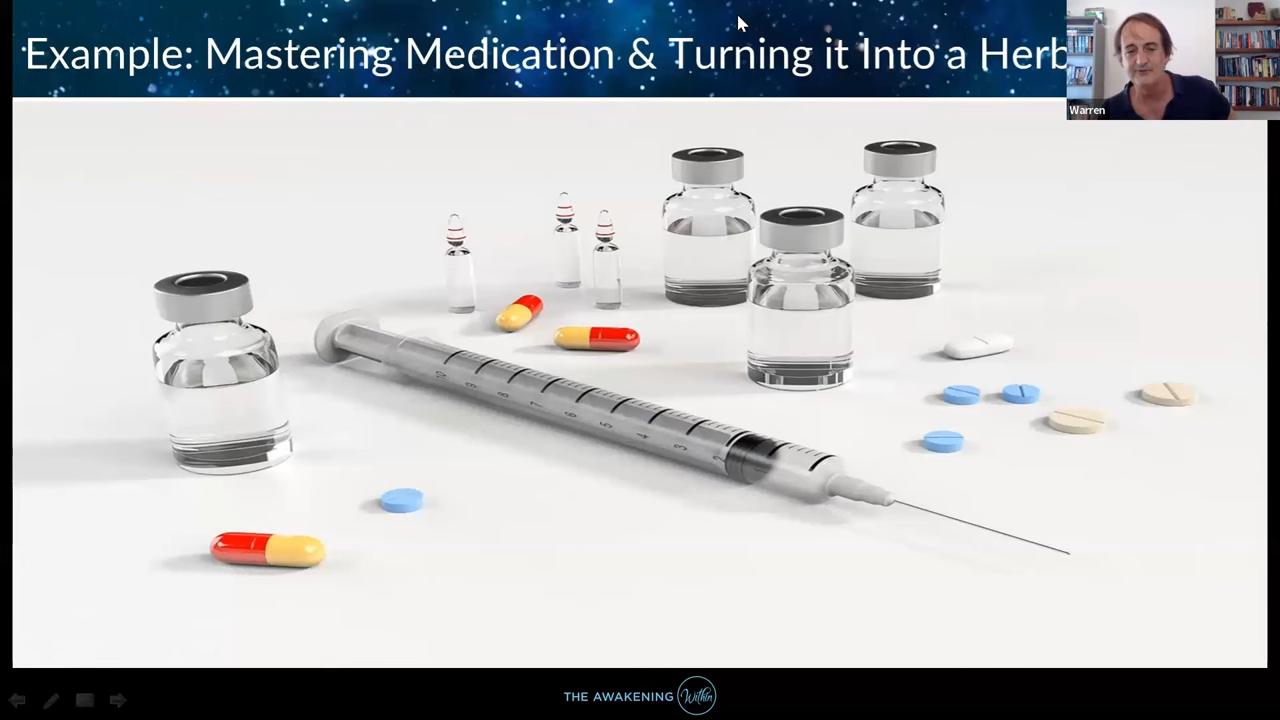 Example: Mastering Medication & Turning it Into a Herb
Warren
THE AWAKENING Within